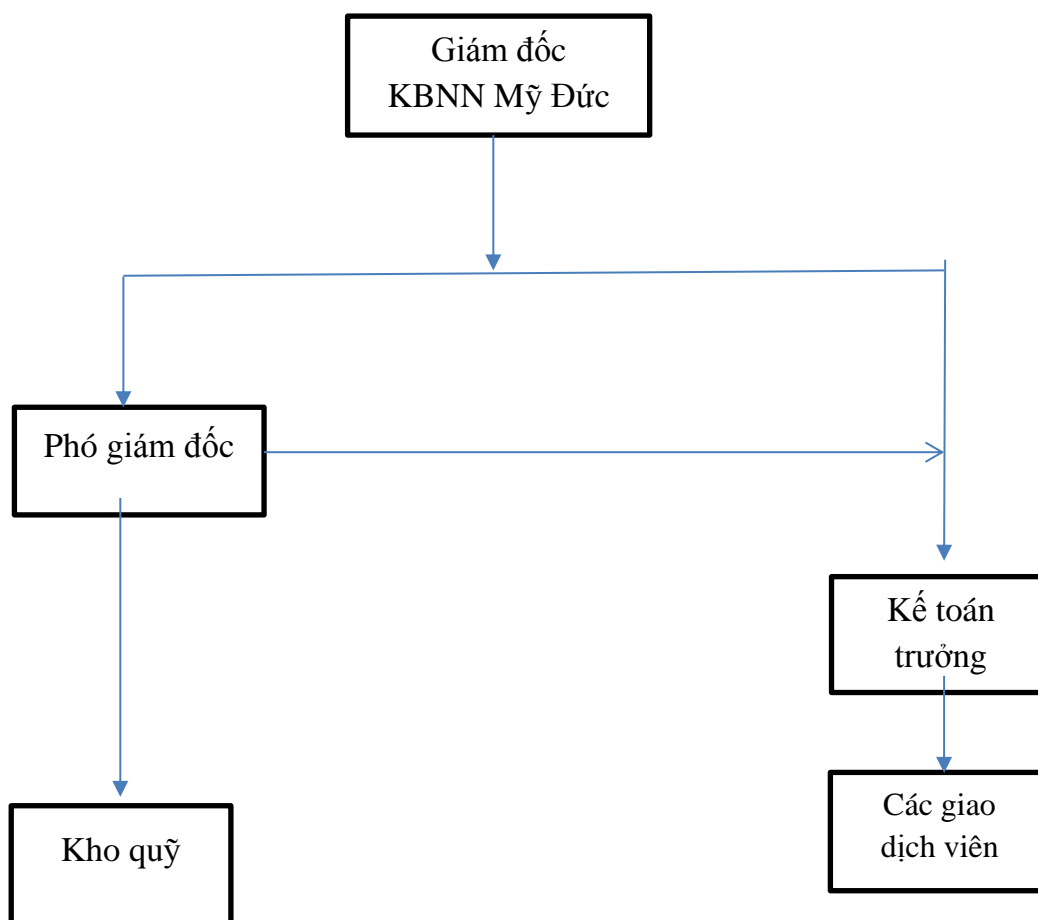 Giám đốc
KBNN Mỹ Đức
Phó giám đốc
Kế toán
trưởng
Kho quỹ
Các giao
dịch viên